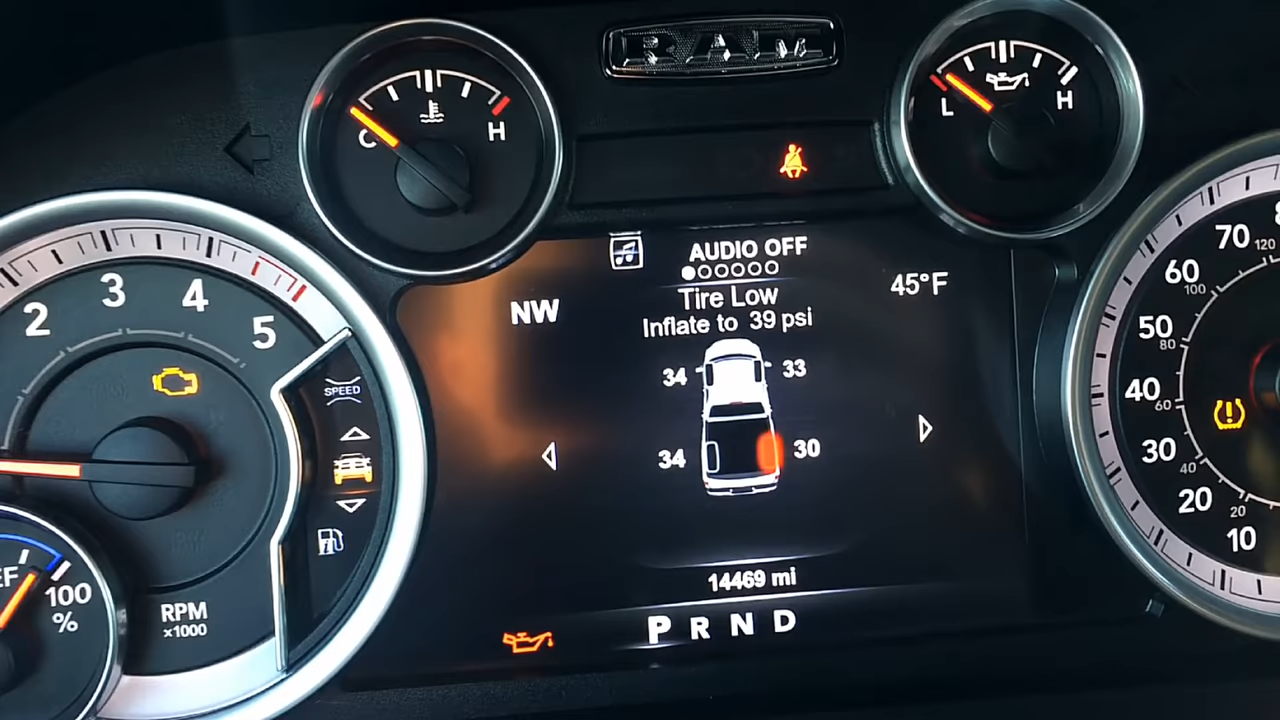 RAM
C H
L H
AUDIO OFF
Tire Low
Inflate to 39 psi
NW
45°F
34 33
34 30
14469 mi
P R N D
2 3 4 5
SPEED
RPM
x1000
100
%
70
60
50
40
30
20
10
120
100
80
60
40
20